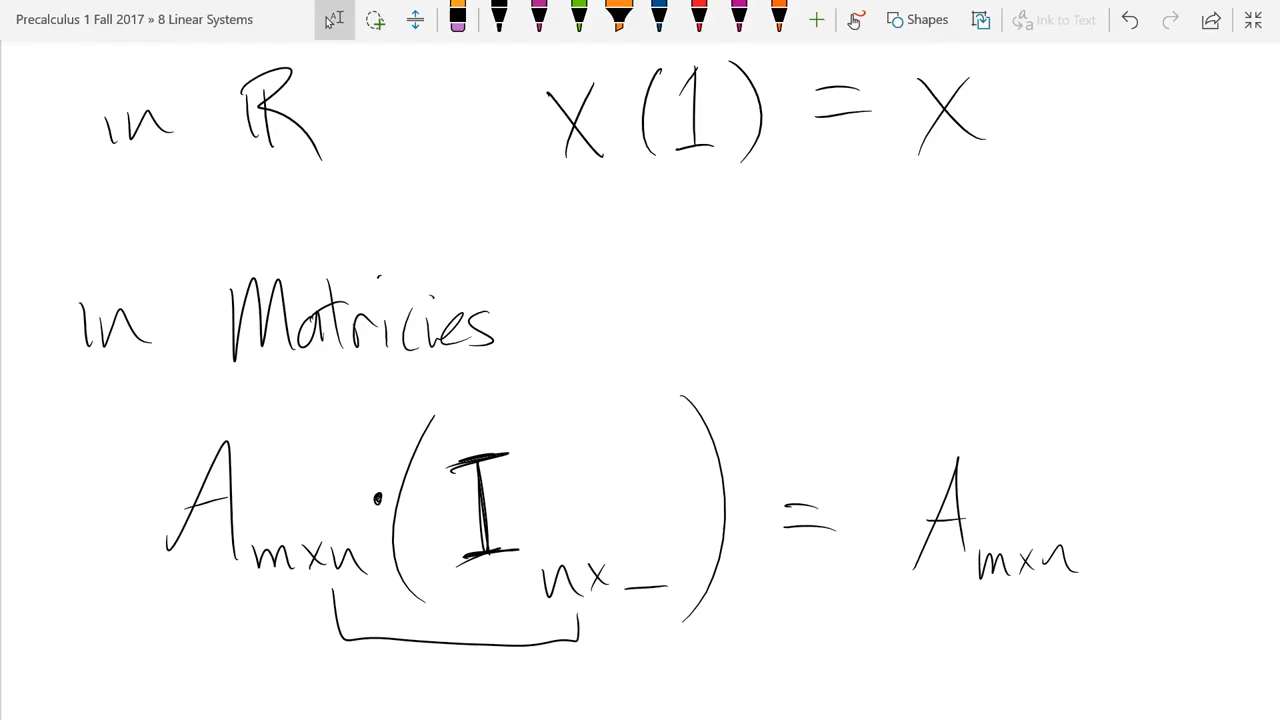 Precalculus 1 Fall 2017 » 8 Linear Systems Shapes Ink to Text
in ℝ x(1) = x
in Matricies
A m×n · (I n×_) = A m×n